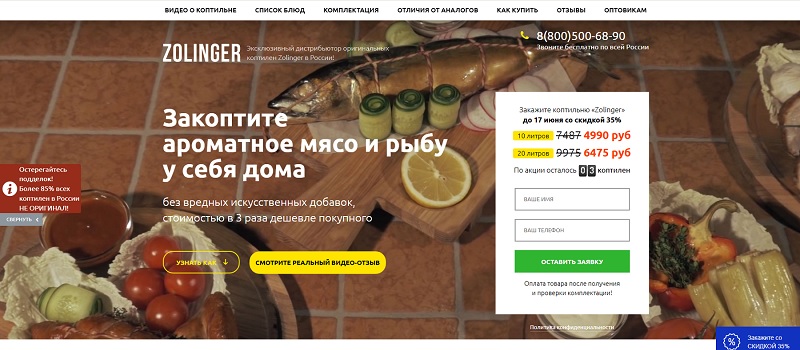 ВИДЕО О КОПТИЛЬНЕ СПИСОК БЛЮД КОМПЛЕКТАЦИЯ ОТЛИЧИЯ ОТ АНАЛОГОВ КАК КУПИТЬ ОТЗЫВЫ ОПТОВИКАМ
ZOLINGER
Эксклюзивный дистрибьютор оригинальных
коптилен Zolinger в России!
8(800)500-68-90
Звоните бесплатно по всей России
Закоптите
ароматное мясо и рыбу
у себя дома
без вредных искусственных добавок,
стоимостью в 3 раза дешевле покупного
УЗНАТЬ КАК
СМОТРИТЕ РЕАЛЬНЫЙ ВИДЕО-ОТЗЫВ
Остерегайтесь
подделок!
Более 85% всех
коптилен в России
НЕ ОРИГИНАЛ!
СВЕРНУТЬ
Закажите коптильню «Zolinger»
до 17 июня со скидкой 35%
10 литров 7487 4990 руб
20 литров 9975 6475 руб
По акции осталось 03 коптилен
ВАШЕ ИМЯ
ВАШ ТЕЛЕФОН
ОСТАВИТЬ ЗАЯВКУ
Оплата товара после получения
и проверки комплектации!
Политика конфиденциальности
Закажите со
СКИДКОЙ 35%